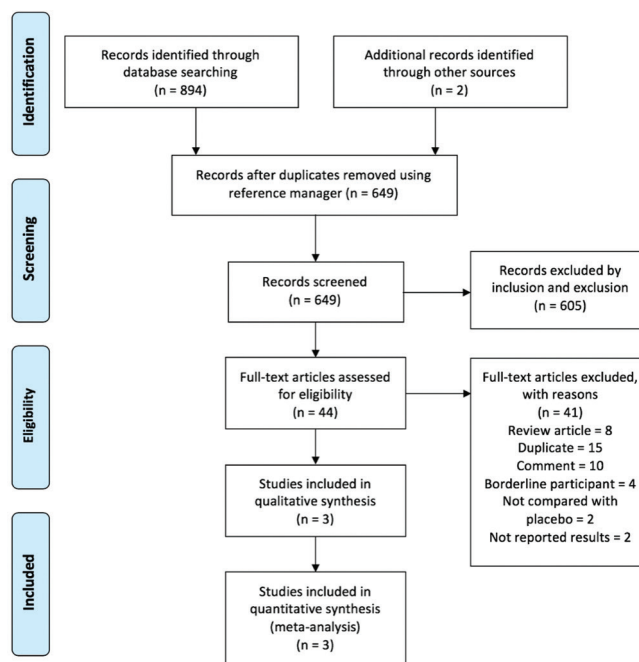 Identification
Records identified through
database searching
(n = 894)
Additional records identified
through other sources
(n = 2)
Records after duplicates removed using
reference manager (n = 649)
Screening
Records screened
(n = 649)
Records excluded by
inclusion and exclusion
(n = 605)
Eligibility
Full-text articles assessed
for eligibility
(n = 44)
Full-text articles excluded,
with reasons
(n = 41)
Review article = 8
Duplicate = 15
Comment = 10
Borderline participant = 4
Not compared with
placebo = 2
Not reported results = 2
Studies included in
qualitative synthesis
(n = 3)
Included
Studies included in
quantitative synthesis
(meta-analysis)
(n = 3)